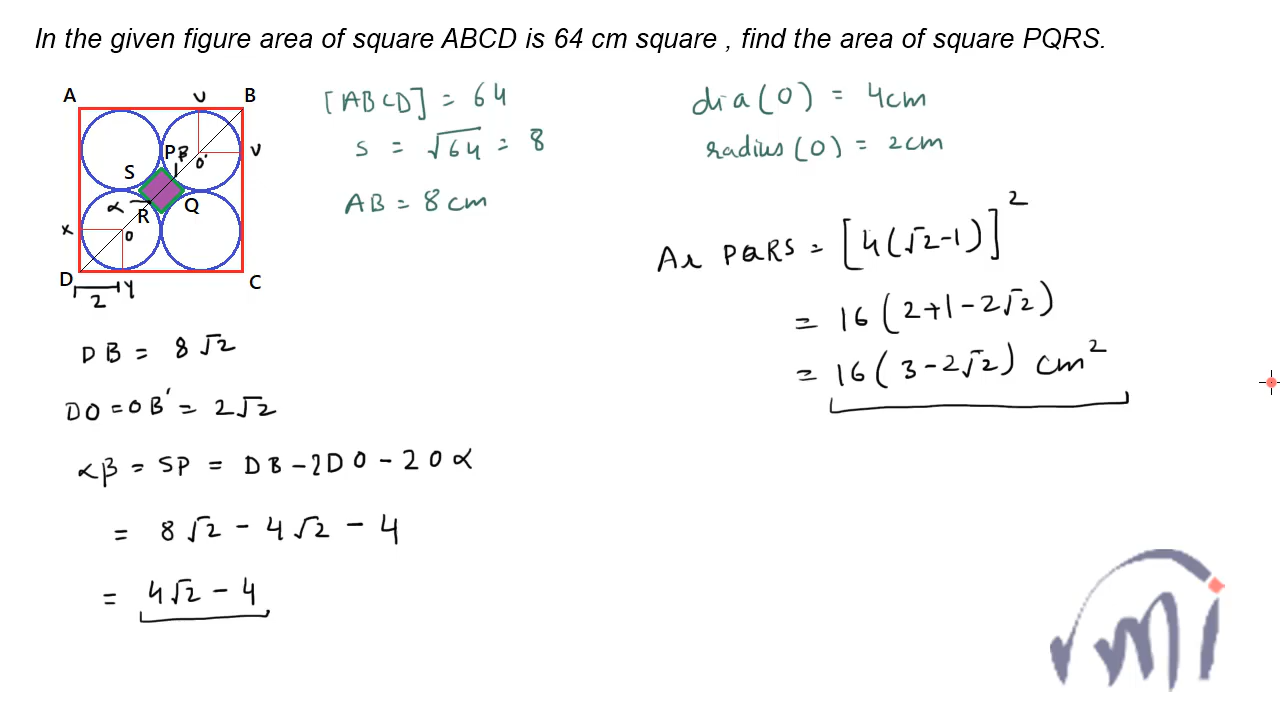 In the given figure area of square ABCD is 64 cm square , find the area of square PQRS.
A U B
P β O' V
S
α R Q
X O
D Y C
2
[ABCD] = 64
S = √64 = 8
AB = 8cm
dia(O) = 4cm
radius(O) = 2cm
DB = 8√2
DO = OB' = 2√2
αβ = SP = DB - 2DO - 2Oα
= 8√2 - 4√2 - 4
= 4√2 - 4
Ar PQRS = [4(√2-1)]²
= 16(2+1-2√2)
= 16(3-2√2) cm²
rmi